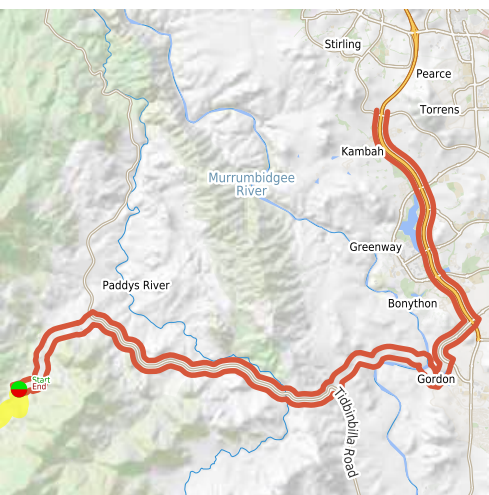 Stirling
Pearce
Torrens
Kambah
Murrumbidgee
River
Greenway
Paddys River
Bonython
Start
End
Gordon
Tidbinbilla Road